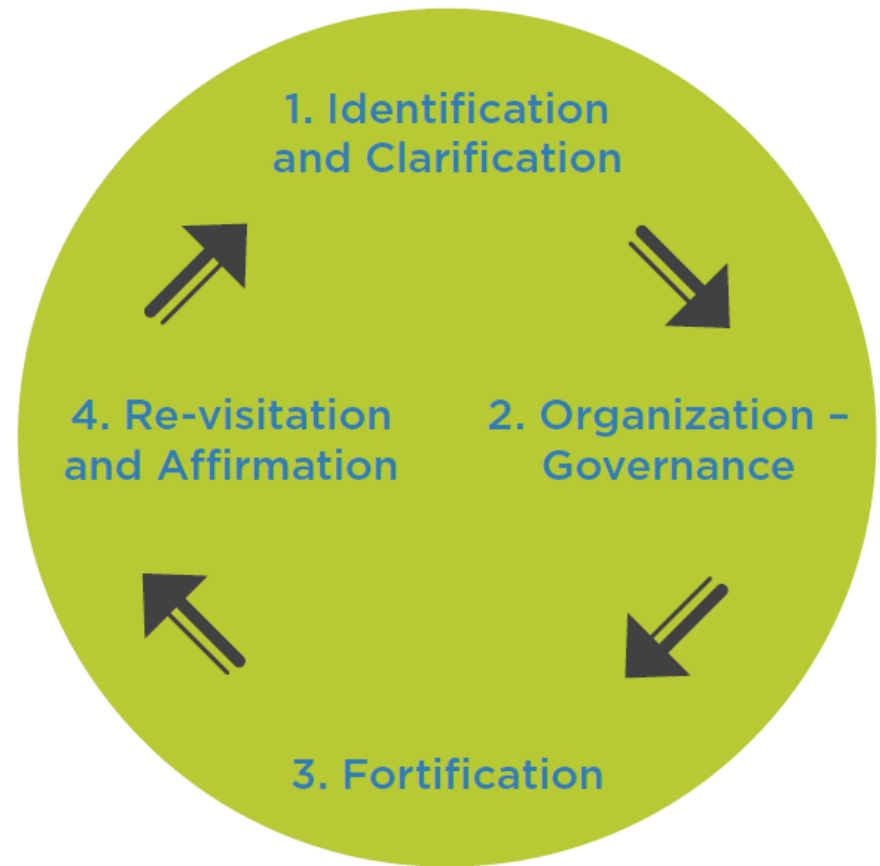 1. Identification
and Clarification
2. Organization –
Governance
3. Fortification
4. Re-visitation
and Affirmation